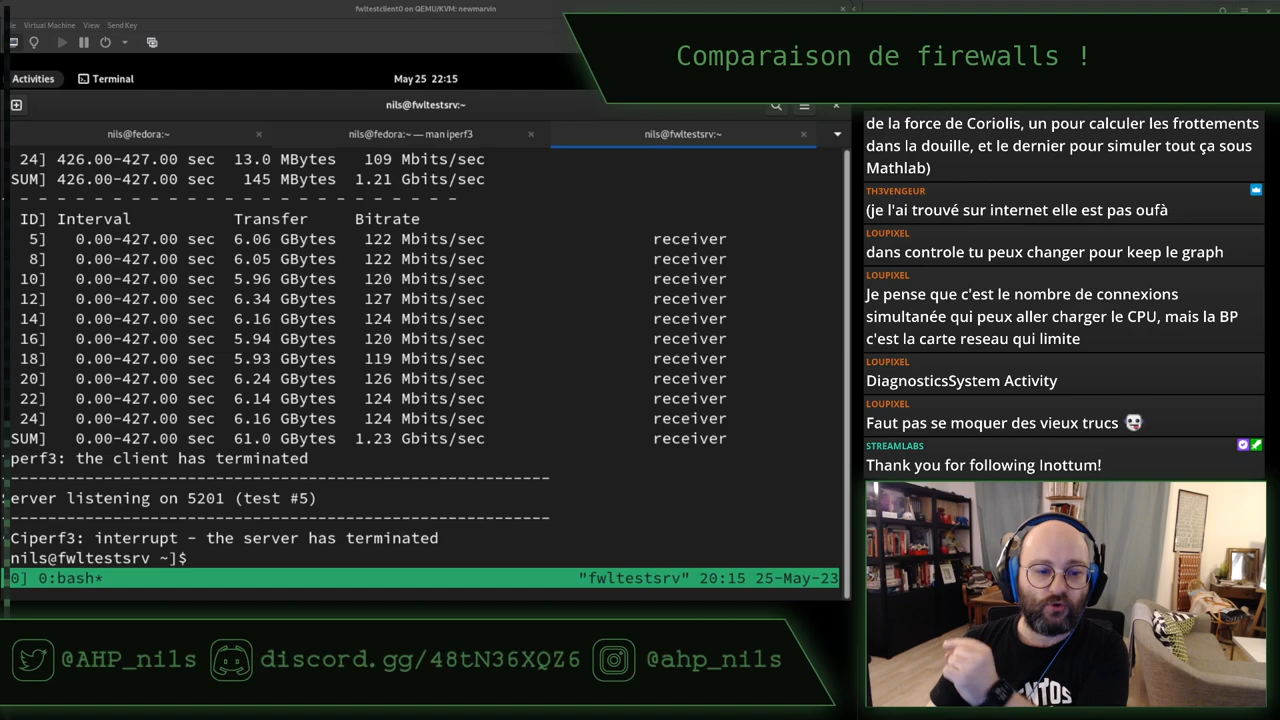 fwltestclient0 on QEMU/KVM: newmarvin
Virtual Machine View Send Key
Activities Terminal May 25 22:15
nils@fwltestsrv:~
nils@fedora:~ nils@fedora:~ — man iperf3 nils@fwltestsrv:~
24] 426.00-427.00 sec 13.0 MBytes 109 Mbits/sec
SUM] 426.00-427.00 sec 145 MBytes 1.21 Gbits/sec
- - - - - - - - - - - - - - - - - - - - - - - - -
ID] Interval Transfer Bitrate
5] 0.00-427.00 sec 6.06 GBytes 122 Mbits/sec receiver
8] 0.00-427.00 sec 6.05 GBytes 122 Mbits/sec receiver
10] 0.00-427.00 sec 5.96 GBytes 120 Mbits/sec receiver
12] 0.00-427.00 sec 6.34 GBytes 127 Mbits/sec receiver
14] 0.00-427.00 sec 6.16 GBytes 124 Mbits/sec receiver
16] 0.00-427.00 sec 5.94 GBytes 120 Mbits/sec receiver
18] 0.00-427.00 sec 5.93 GBytes 119 Mbits/sec receiver
20] 0.00-427.00 sec 6.24 GBytes 126 Mbits/sec receiver
22] 0.00-427.00 sec 6.14 GBytes 124 Mbits/sec receiver
24] 0.00-427.00 sec 6.16 GBytes 124 Mbits/sec receiver
SUM] 0.00-427.00 sec 61.0 GBytes 1.23 Gbits/sec receiver
perf3: the client has terminated
-----------------------------------------------------------
erver listening on 5201 (test #5)
-----------------------------------------------------------
Ciperf3: interrupt - the server has terminated
nils@fwltestsrv ~]$
0] 0:bash* "fwltestsrv" 20:15 25-May-23
Comparaison de firewalls !
de la force de Coriolis, un pour calculer les frottements
dans la douille, et le dernier pour simuler tout ça sous
Mathlab)
TH3VENGEUR
(je l'ai trouvé sur internet elle est pas oufà
LOUPIXEL
dans controle tu peux changer pour keep le graph
LOUPIXEL
Je pense que c'est le nombre de connexions
simultanée qui peux aller charger le CPU, mais la BP
c'est la carte reseau qui limite
LOUPIXEL
DiagnosticsSystem Activity
LOUPIXEL
Faut pas se moquer des vieux trucs
STREAMLABS
Thank you for following lnottum!
ENTOS
@AHP_nils discord.gg/48tN36XQZ6 @ahp_nils